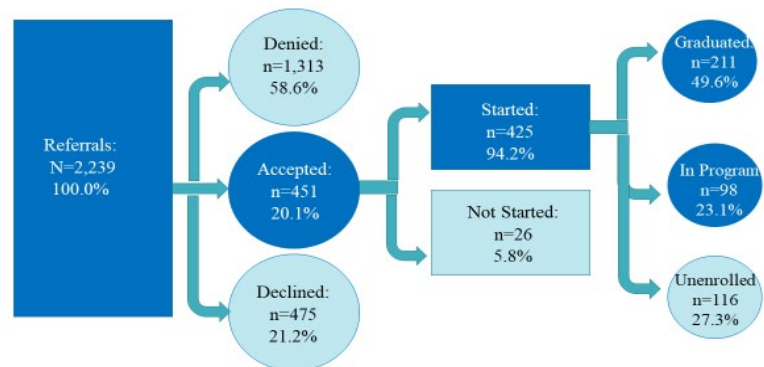 Referrals:
N=2,239
100.0%
Denied:
n=1,313
58.6%
Accepted:
n=451
20.1%
Declined:
n=475
21.2%
Started:
n=425
94.2%
Not Started:
n=26
5.8%
Graduated:
n=211
49.6%
In Program
n=98
23.1%
Unenrolled
n=116
27.3%